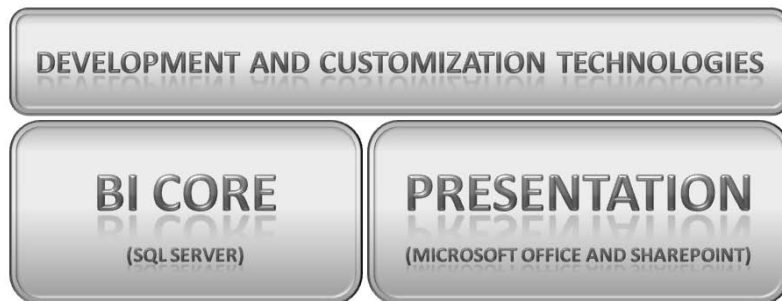 DEVELOPMENT AND CUSTOMIZATION TECHNOLOGIES
BI CORE
(SQL SERVER)
PRESENTATION
(MICROSOFT OFFICE AND SHAREPOINT)